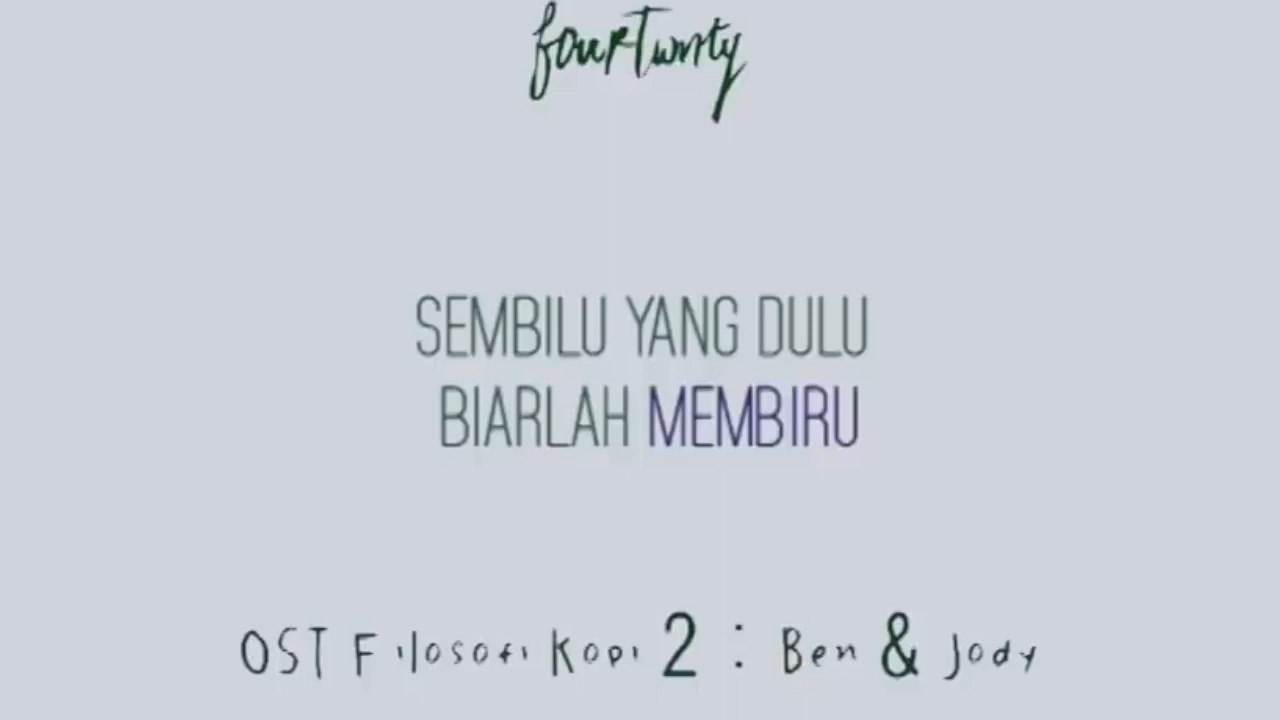 fourTwnty
SEMBILU YANG DULU
BIARLAH MEMBIRU
OST Filosofi Kopi 2 : Ben & Jody